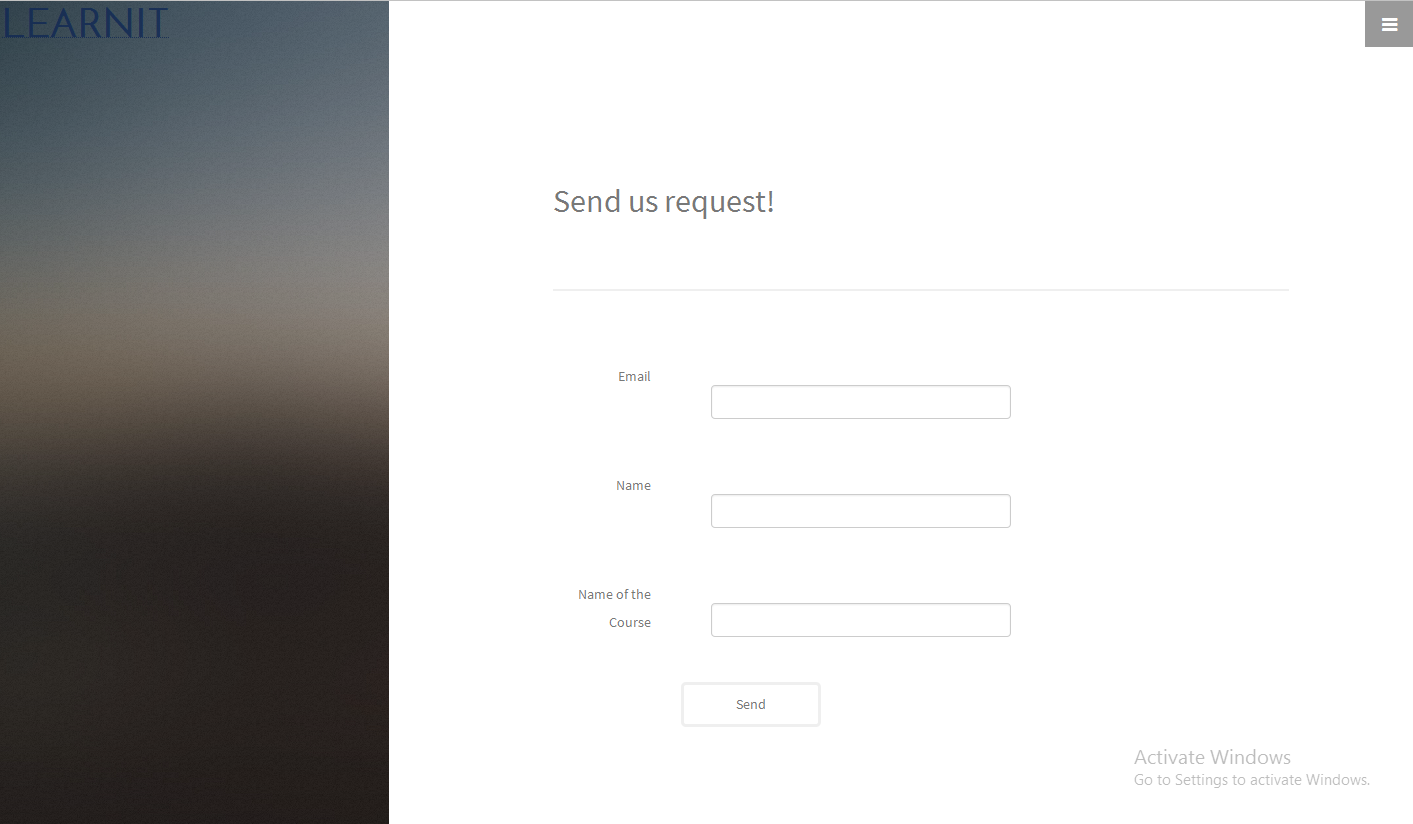 LEARNIT
Send us request!
Email
Name
Name of the
Course
Send
Activate Windows
Go to Settings to activate Windows.